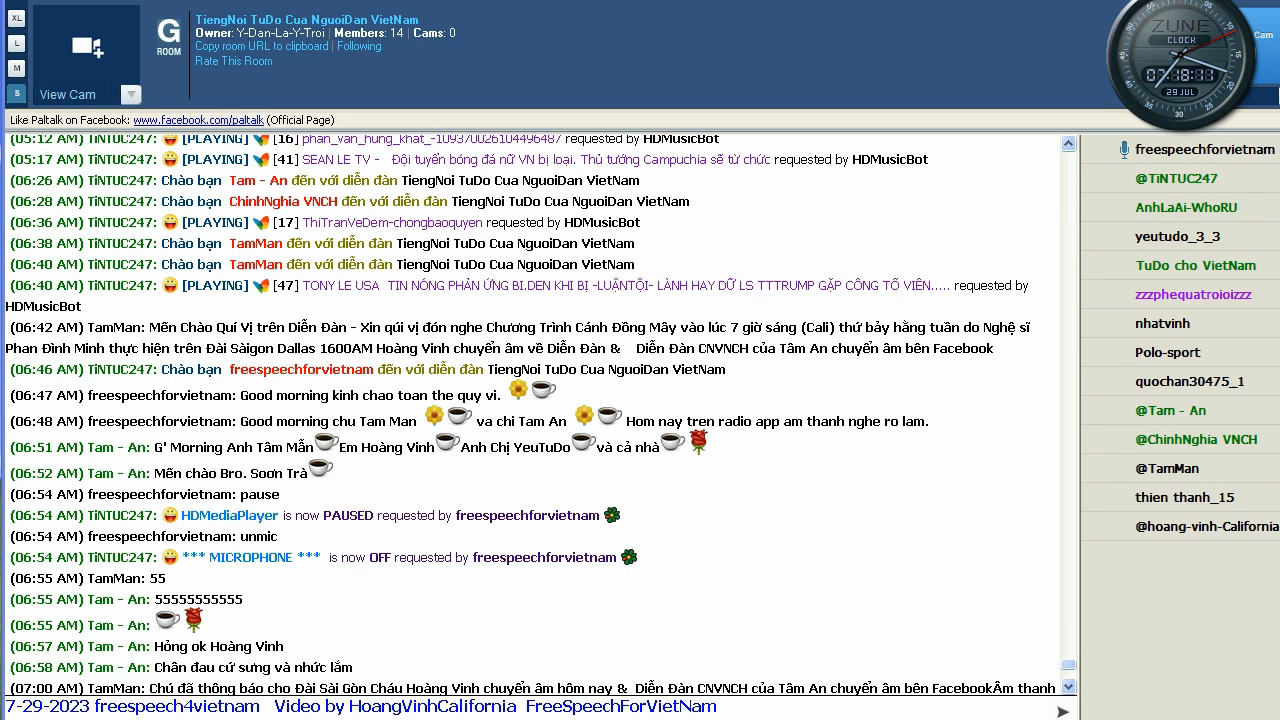 XL
L
M
S
View Cam
G
ROOM
TiengNoi TuDo Cua NguoiDan VietNam
Owner: Y-Dan-La-Y-Troi | Members: 14 | Cams: 0
Copy room URL to clipboard | Following
Rate This Room
ZUNE
CLOCK
07:18:11
29 JUL
Cam
Like Paltalk on Facebook: www.facebook.com/paltalk (Official Page)
(05:12 AM) TiNTUC247: [PLAYING] [16] phan_van_hung_khat_-109370026104496487 requested by HDMusicBot
(05:17 AM) TiNTUC247: [PLAYING] [41] SEAN LE TV - Đội tuyển bóng đá nữ VN bị loại. Thủ tướng Campuchia sẽ từ chức requested by HDMusicBot
(06:26 AM) TiNTUC247: Chào bạn Tam - An đến với diễn đàn TiengNoi TuDo Cua NguoiDan VietNam
(06:28 AM) TiNTUC247: Chào bạn ChinhNghia VNCH đến với diễn đàn TiengNoi TuDo Cua NguoiDan VietNam
(06:36 AM) TiNTUC247: [PLAYING] [17] ThiTranVeDem-chongbaoquyen requested by HDMusicBot
(06:38 AM) TiNTUC247: Chào bạn TamMan đến với diễn đàn TiengNoi TuDo Cua NguoiDan VietNam
(06:40 AM) TiNTUC247: Chào bạn TamMan đến với diễn đàn TiengNoi TuDo Cua NguoiDan VietNam
(06:40 AM) TiNTUC247: [PLAYING] [47] TONY LE USA TIN NÓNG PHẢN ỨNG BI.DEN KHI BỊ -LUẬNTỘI- LÀNH HAY DỮ LS TTTRUMP GẶP CÔNG TỐ VIÊN..... requested by
HDMusicBot
(06:42 AM) TamMan: Mến Chào Quí Vị trên Diễn Đàn - Xin qúi vị đón nghe Chương Trình Cánh Đồng Mây vào lúc 7 giờ sáng (Cali) thứ bảy hằng tuần do Nghệ sĩ
Phan Đình Minh thực hiện trên Đài Sàigon Dallas 1600AM Hoàng Vinh chuyển âm về Diễn Đàn & Diễn Đàn CNVNCH của Tâm An chuyển âm bên Facebook
(06:46 AM) TiNTUC247: Chào bạn freespeechforvietnam đến với diễn đàn TiengNoi TuDo Cua NguoiDan VietNam
(06:47 AM) freespeechforvietnam: Good morning kinh chao toan the quy vi.
(06:48 AM) freespeechforvietnam: Good morning chu Tam Man va chi Tam An Hom nay tren radio app am thanh nghe ro lam.
(06:51 AM) Tam - An: G' Morning Anh Tâm Mẫn Em Hoàng Vinh Anh Chị YeuTuDo và cả nhà
(06:52 AM) Tam - An: Mến chào Bro. Soơn Trà
(06:54 AM) freespeechforvietnam: pause
(06:54 AM) TiNTUC247: HDMediaPlayer is now PAUSED requested by freespeechforvietnam
(06:54 AM) freespeechforvietnam: unmic
(06:54 AM) TiNTUC247: *** MICROPHONE *** is now OFF requested by freespeechforvietnam
(06:55 AM) TamMan: 55
(06:55 AM) Tam - An: 55555555555
(06:55 AM) Tam - An:
(06:57 AM) Tam - An: Hỏng ok Hoàng Vinh
(06:58 AM) Tam - An: Chân đau cứ sưng và nhức lắm
(07:00 AM) TamMan: Chú đã thông báo cho Đài Sài Gòn Cháu Hoàng Vinh chuyển âm hôm nay & Diễn Đàn CNVNCH của Tâm An chuyển âm bên FacebookÂm thanh
7-29-2023 freespeech4vietnam Video by HoangVinhCalifornia FreeSpeechForVietNam
freespeechforvietnam
@TiNTUC247
AnhLaAi-WhoRU
yeutudo_3_3
TuDo cho VietNam
zzzphequatroioizzz
nhatvinh
Polo-sport
quochan30475_1
@Tam - An
@ChinhNghia VNCH
@TamMan
thien thanh_15
@hoang-vinh-California